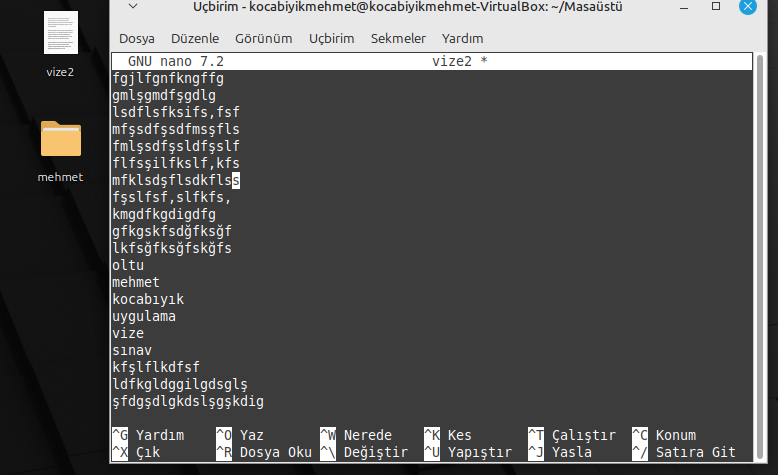 Uçbirim - kocabiyikmehmet@kocabiyikmehmet-VirtualBox: ~/Masaüstü
Dosya Düzenle Görünüm Uçbirim Sekmeler Yardım
GNU nano 7.2 vize2 *
fgjlfgnfkngffg
gmlşgmdfşgdlg
lsdflsfksifs,fsf
mfşsdfşsdfmsşfls
fmlşsdfşsldfşslf
flfsşilfkslf,kfs
mfklsdşflsdkflss
fşslfsf,slfkfs,
kmgdfkgdigdfg
gfkgskfsdğfksğf
lkfsğfksğfskğfs
oltu
mehmet
kocabıyık
uygulama
vize
sınav
kfşlflkdfsf
ldfkgldggilgdsglş
şfdgşdlgkdslşgşkdig
^G Yardım ^O Yaz ^W Nerede ^K Kes ^T Çalıştır ^C Konum
^X Çık ^R Dosya Oku ^\ Değiştir ^U Yapıştır ^J Yasla ^/ Satıra Git
vize2
mehmet